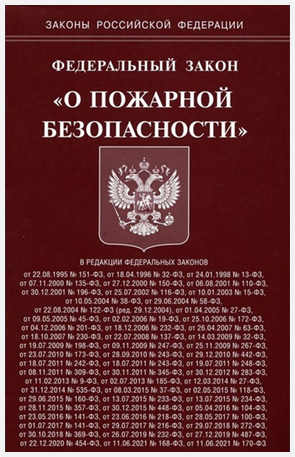 ЗАКОНЫ РОССИЙСКОЙ ФЕДЕРАЦИИ
ФЕДЕРАЛЬНЫЙ ЗАКОН
«О ПОЖАРНОЙ
БЕЗОПАСНОСТИ»
В РЕДАКЦИИ ФЕДЕРАЛЬНЫХ ЗАКОНОВ
от 22.08.1995 № 151-ФЗ, от 18.04.1996 № 32-ФЗ, от 24.01.1998 № 13-ФЗ,
от 07.11.2000 № 135-ФЗ, от 27.12.2000 № 150-ФЗ, от 06.08.2001 № 110-ФЗ,
от 30.12.2001 № 196-ФЗ, от 25.07.2002 № 116-ФЗ, от 10.01.2003 № 15-ФЗ,
от 10.05.2004 № 38-ФЗ, от 29.06.2004 № 58-ФЗ,
от 22.08.2004 № 122-ФЗ (ред. 29.12.2004), от 01.04.2005 № 27-ФЗ,
от 09.05.2005 № 45-ФЗ, от 02.02.2006 № 19-ФЗ, от 25.10.2006 № 172-ФЗ,
от 04.12.2006 № 201-ФЗ, от 18.12.2006 № 232-ФЗ, от 26.04.2007 № 63-ФЗ,
от 18.10.2007 № 230-ФЗ, от 22.07.2008 № 137-ФЗ, от 14.03.2009 № 32-ФЗ,
от 19.07.2009 № 198-ФЗ, от 09.11.2009 № 247-ФЗ, от 25.11.2009 № 267-ФЗ,
от 23.07.2010 № 173-ФЗ, от 28.09.2010 № 243-ФЗ, от 29.12.2010 № 442-ФЗ,
от 18.07.2011 № 242-ФЗ, от 18.07.2011 № 243-ФЗ, от 19.07.2011 № 248-ФЗ,
от 08.11.2011 № 309-ФЗ, от 30.11.2011 № 345-ФЗ, от 30.12.2012 № 283-ФЗ,
от 11.02.2013 № 9-ФЗ, от 02.07.2013 № 185-ФЗ, от 12.03.2014 № 27-ФЗ,
от 31.12.2014 № 535-ФЗ, от 08.03.2015 № 37-ФЗ, от 02.05.2015 № 118-ФЗ,
от 29.06.2015 № 160-ФЗ, от 13.07.2015 № 233-ФЗ, от 13.07.2015 № 234-ФЗ,
от 28.11.2015 № 357-ФЗ, от 30.12.2015 № 448-ФЗ, от 05.04.2016 № 104-ФЗ,
от 23.05.2016 № 141-ФЗ, от 23.06.2016 № 218-ФЗ, от 28.05.2017 № 100-ФЗ,
от 01.07.2017 № 141-ФЗ, от 29.07.2017 № 216-ФЗ, от 29.07.2018 № 272-ФЗ,
от 30.10.2018 № 369-ФЗ, от 26.07.2019 № 232-ФЗ, от 27.12.2019 № 487-ФЗ,
от 22.12.2020 № 454-ФЗ, от 11.06.2021 № 168-ФЗ, от 11.06.2021 № 170-ФЗ